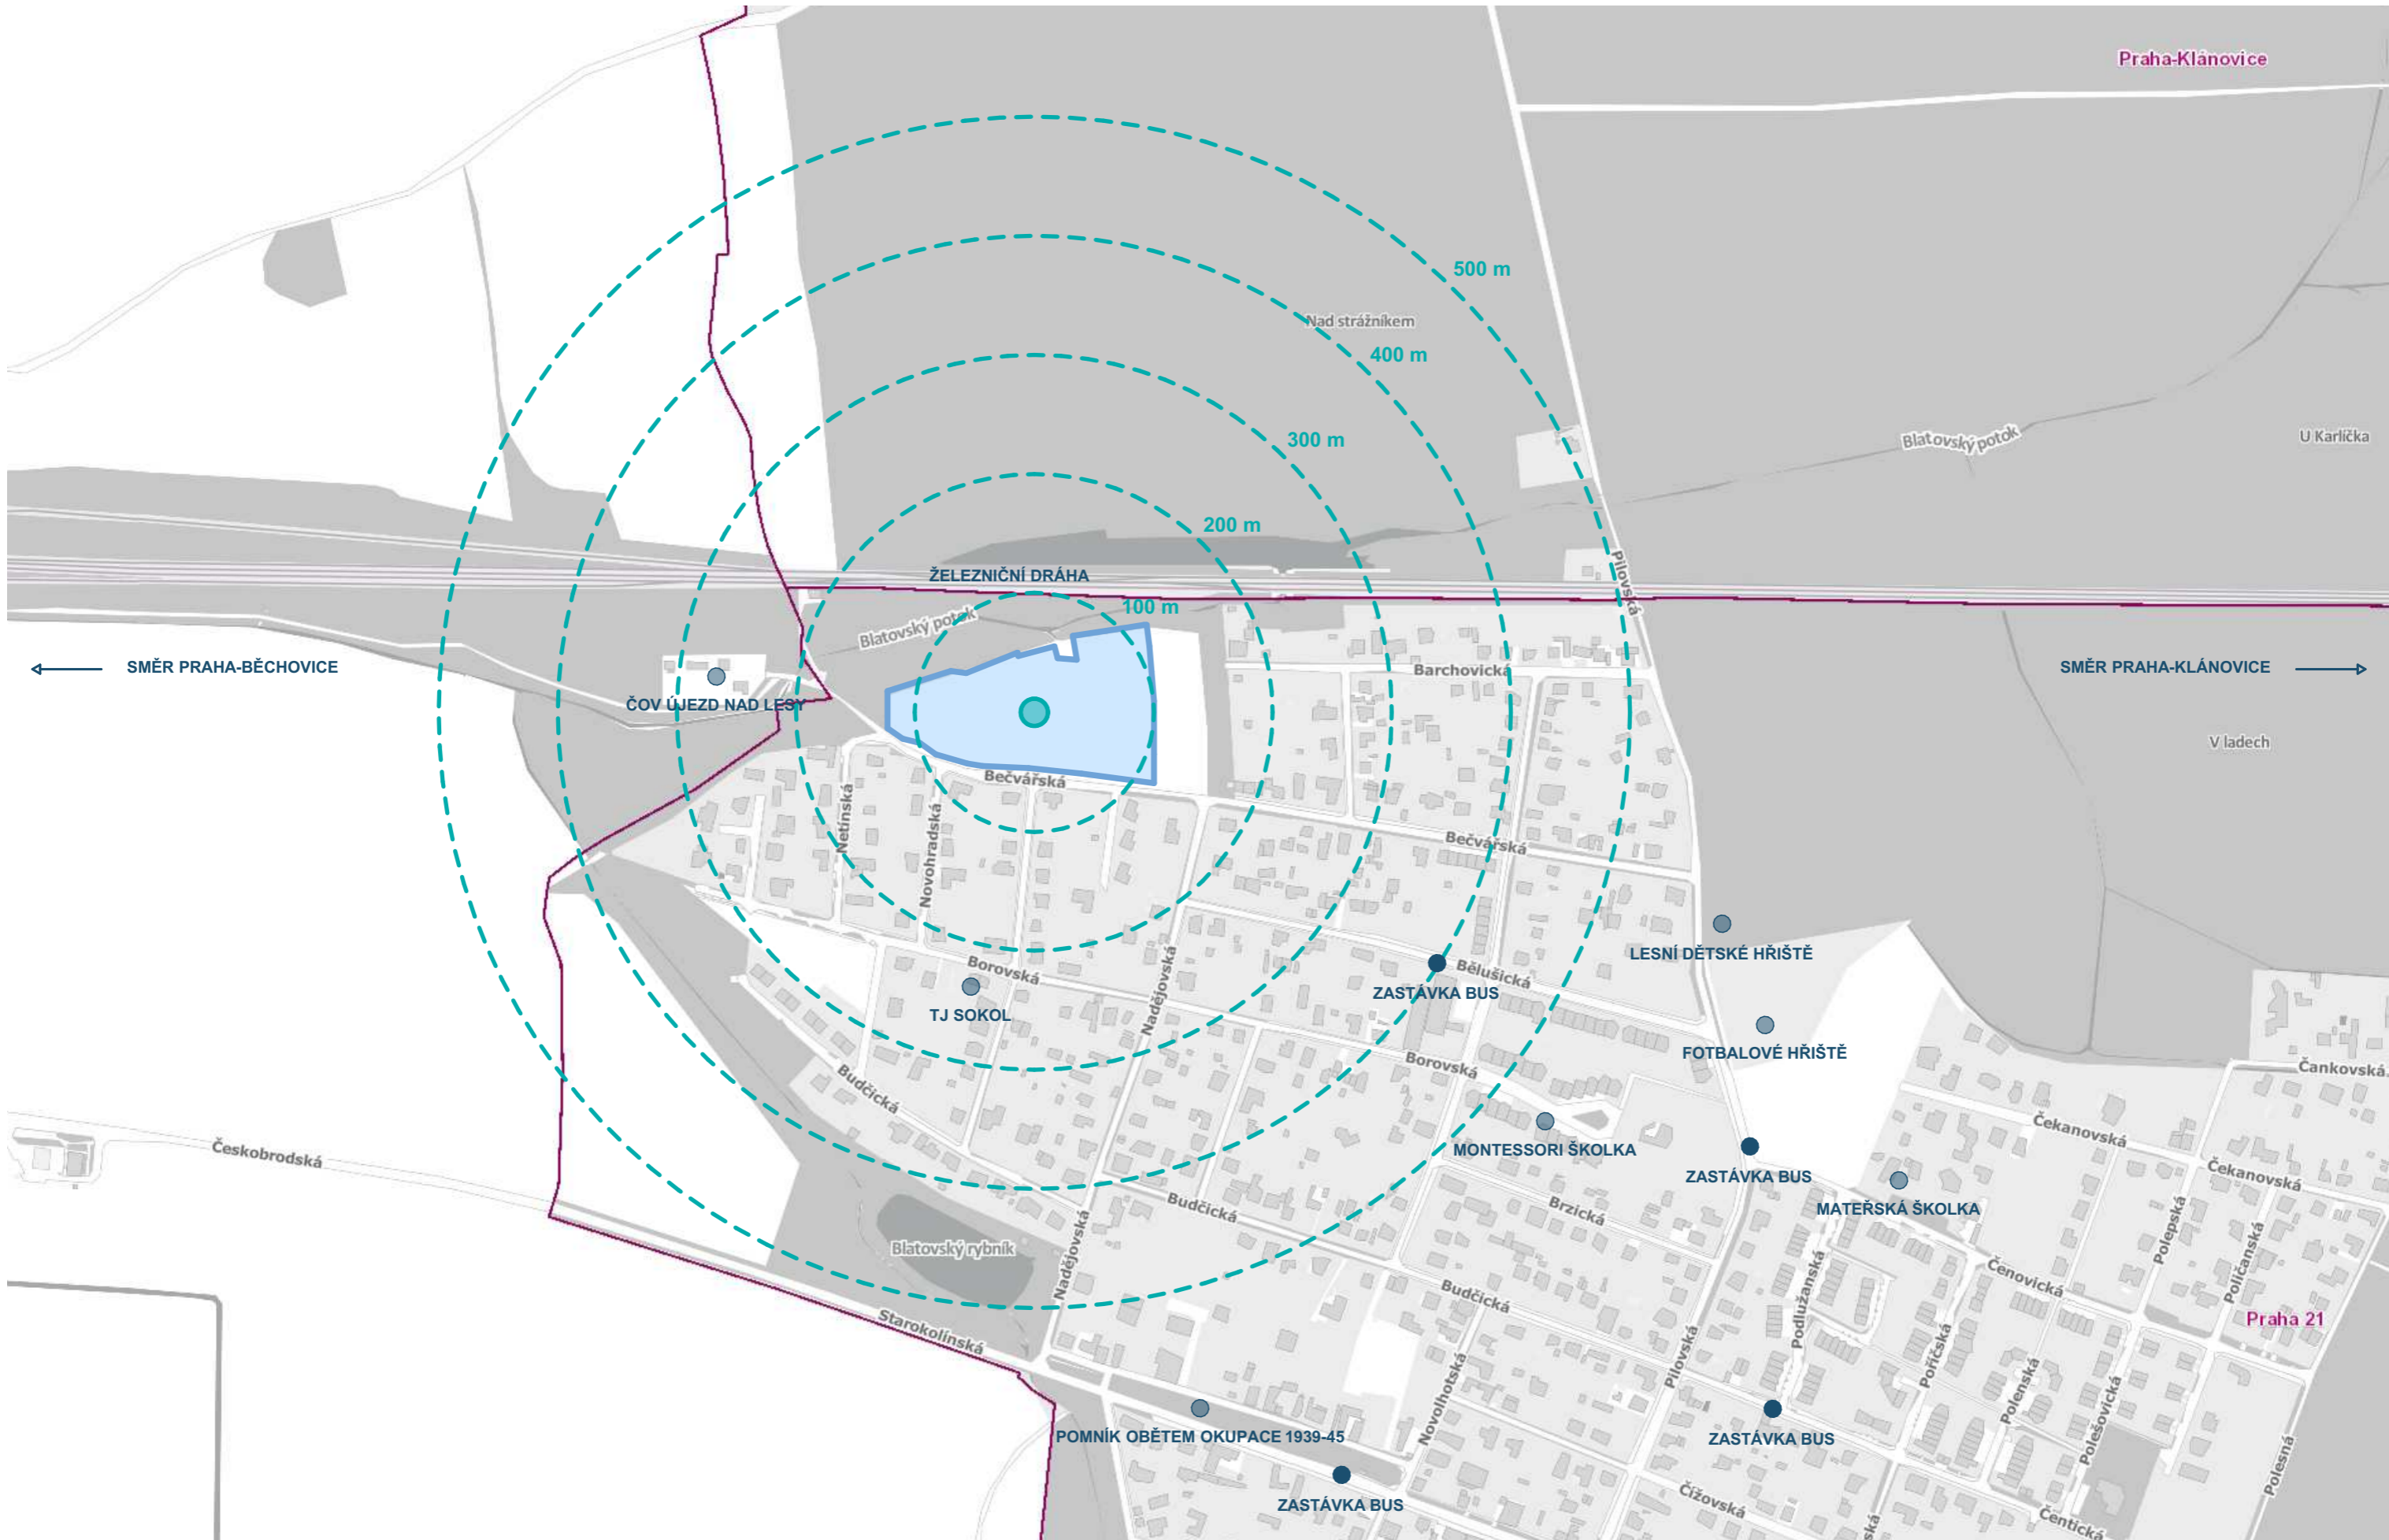 Praha-Klánovice
500 m
Nad strážníkem
400 m
300 m
Blatovský potok
U Karlíčka
200 m
ŽELEZNIČNÍ DRÁHA
Pilovská
100 m
Blatovský potok
SMĚR PRAHA-BĚCHOVICE
Barchovická
SMĚR PRAHA-KLÁNOVICE
ČOV ÚJEZD NAD LESY
V ladech
Bečvářská
Netínská
Novohradská
Bečvářská
LESNÍ DĚTSKÉ HŘIŠTĚ
Borovská
Bělušická
Nadějovská
ZASTÁVKA BUS
TJ SOKOL
FOTBALOVÉ HŘIŠTĚ
Borovská
Čankovská
Budčická
Čekanovská
Českobrodská
MONTESSORI ŠKOLKA
ZASTÁVKA BUS
Čekanovská
MATEŘSKÁ ŠKOLKA
Budčická
Brzická
Polepská
Blatovský rybník
Nadějovská
Podlužanská
Poličanská
Čenovická
Budčická
Praha 21
Starokolínská
Pilovská
Poříčská
Novolhotská
Polenská
Polešovická
POMNÍK OBĚTEM OKUPACE 1939-45
ZASTÁVKA BUS
Polesná
ZASTÁVKA BUS
Čížovská
ská
Čentická